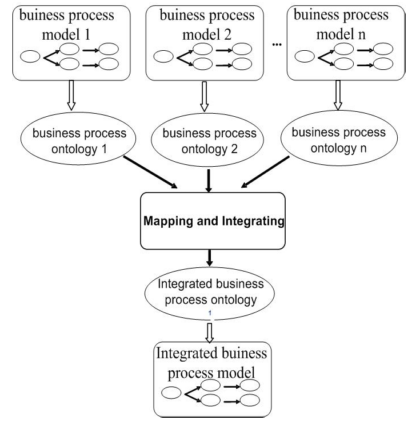 buiness process
model 1
buiness process
model 2
...
buiness process
model n
business process
ontology 1
business process
ontology 2
business process
ontology n
Mapping and Integrating
Integrated business
process ontology
1
Integrated buiness
process model